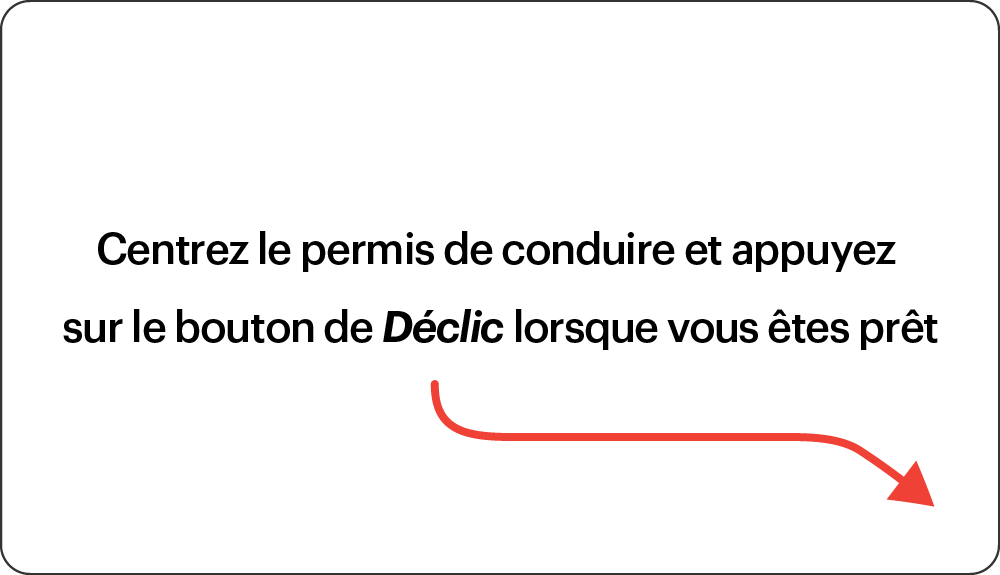 Centrez le permis de conduire et appuyez
sur le bouton de Déclic lorsque vous êtes prêt